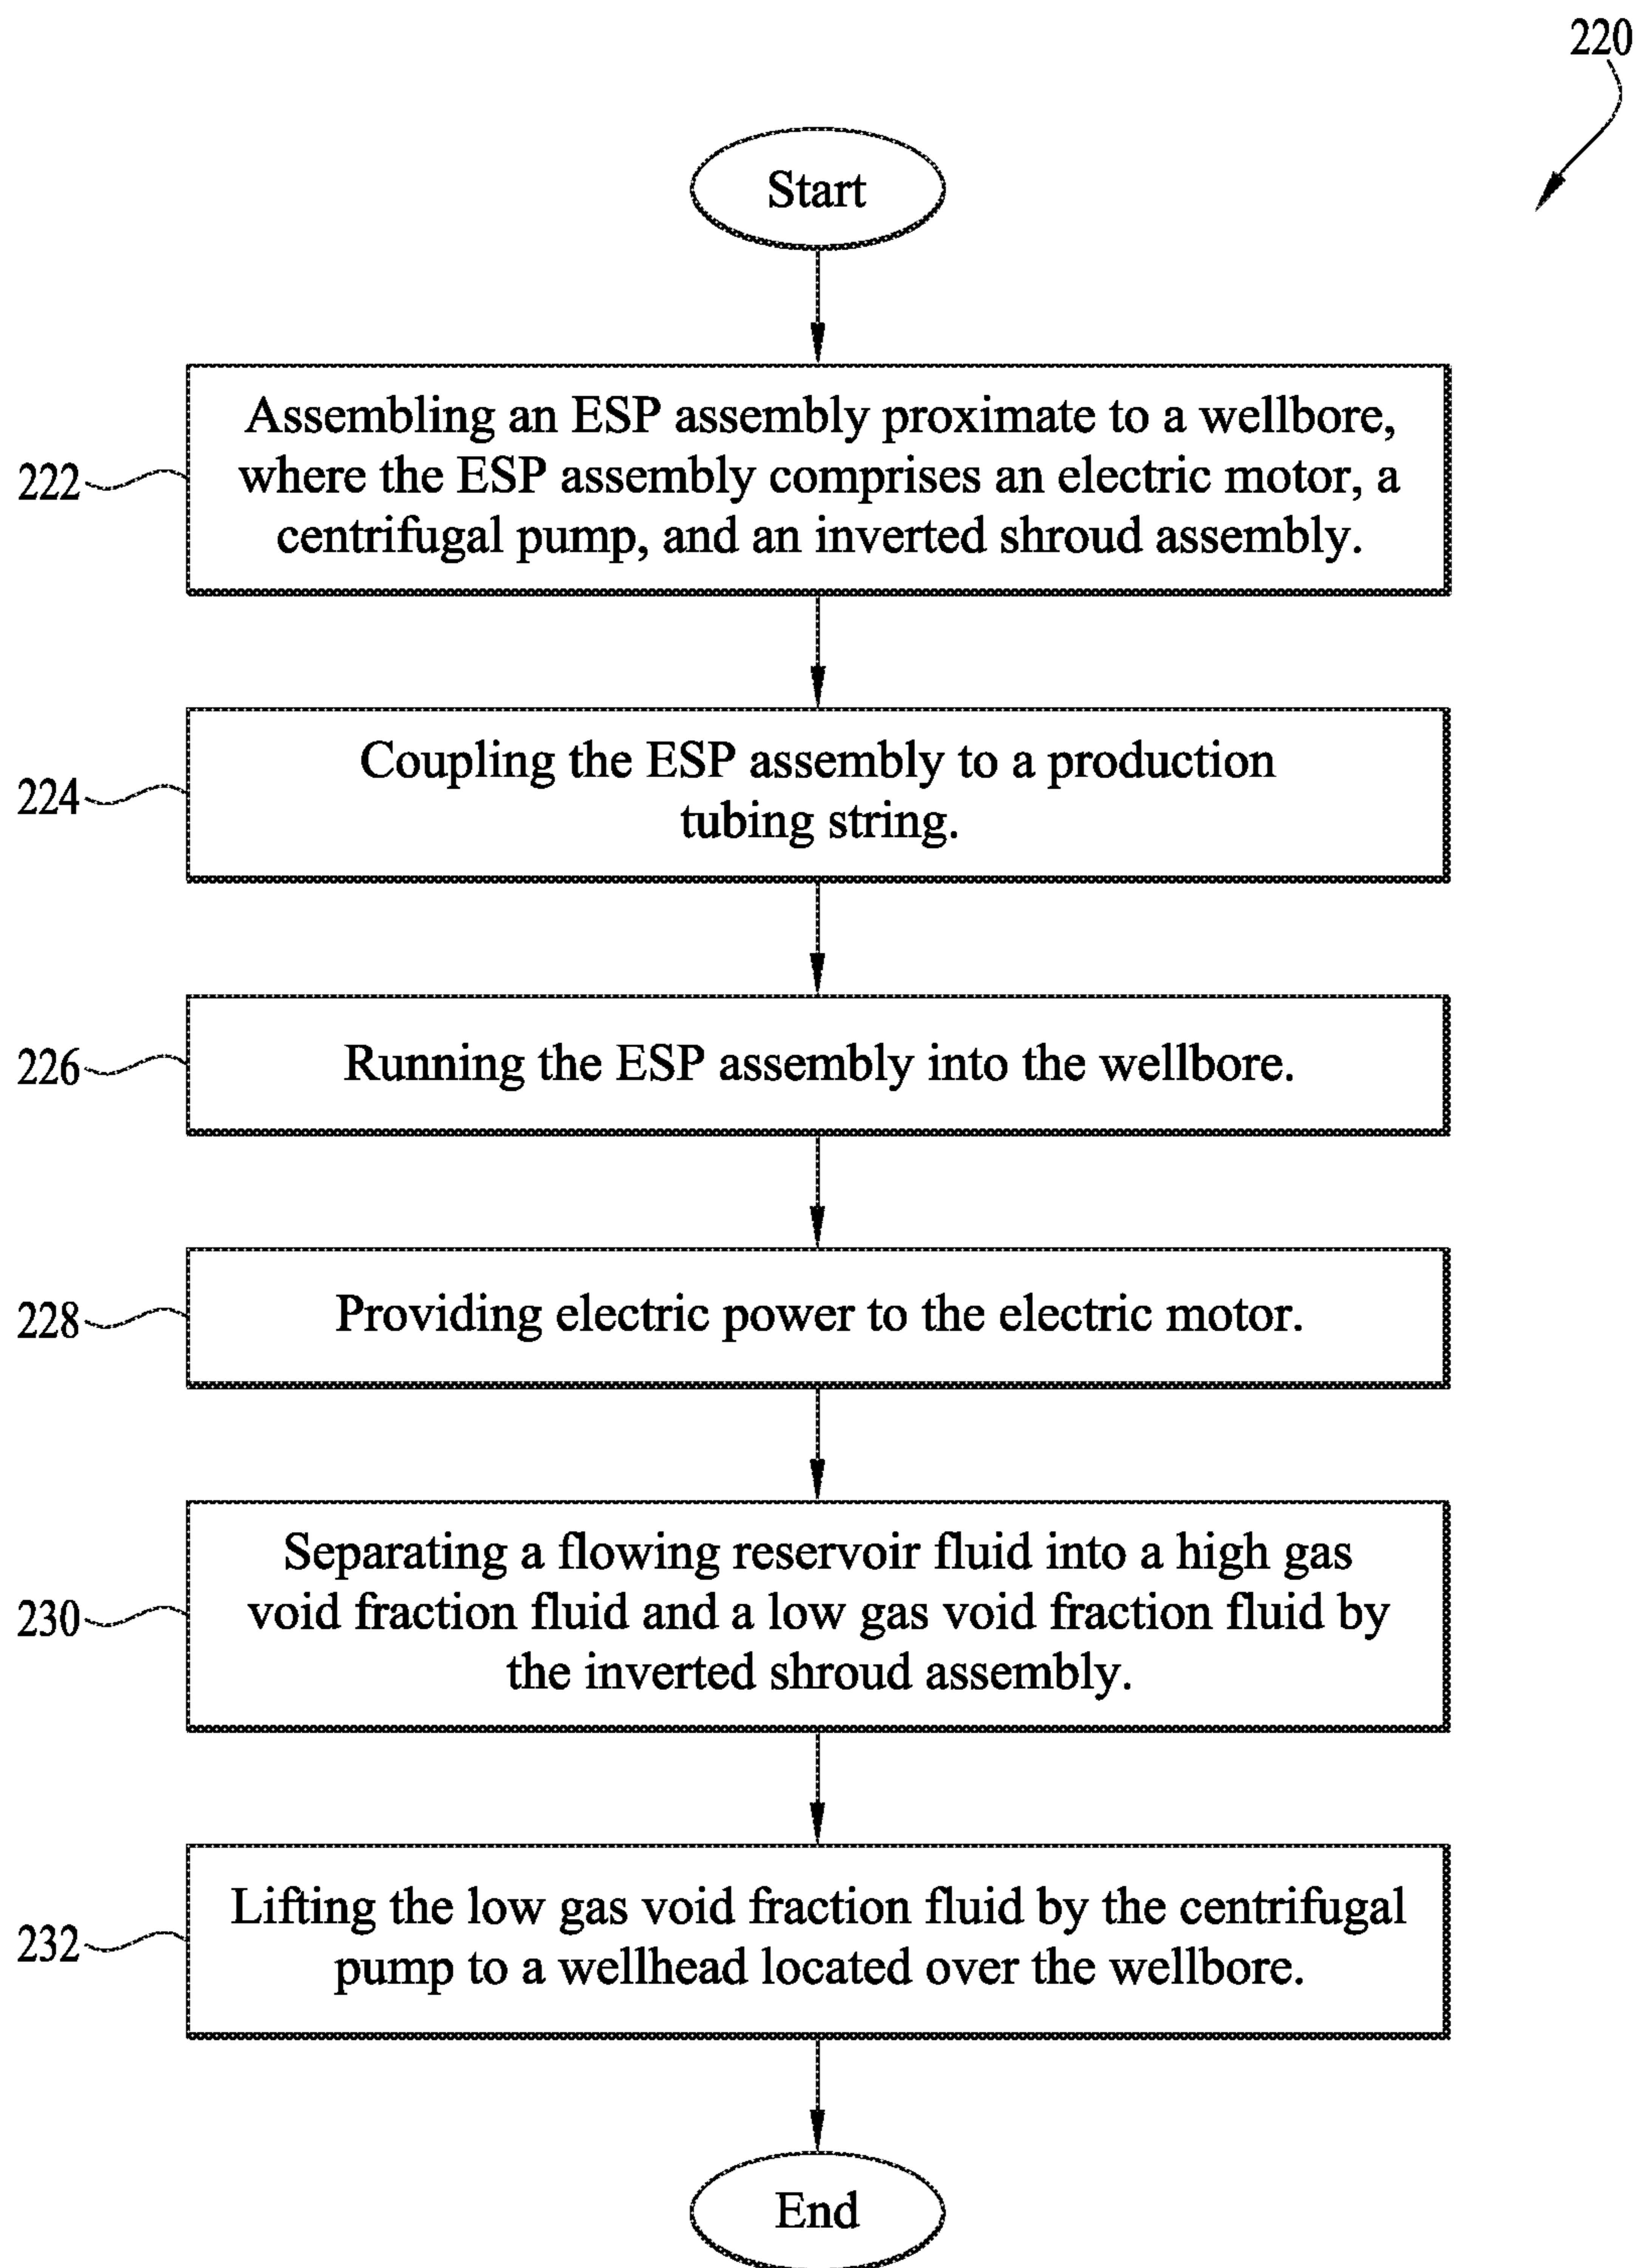 220
Start
222
Assembling an ESP assembly proximate to a wellbore,
where the ESP assembly comprises an electric motor, a
centrifugal pump, and an inverted shroud assembly.
224
Coupling the ESP assembly to a production
tubing string.
226
Running the ESP assembly into the wellbore.
228
Providing electric power to the electric motor.
230
Separating a flowing reservoir fluid into a high gas
void fraction fluid and a low gas void fraction fluid by
the inverted shroud assembly.
232
Lifting the low gas void fraction fluid by the centrifugal
pump to a wellhead located over the wellbore.
End